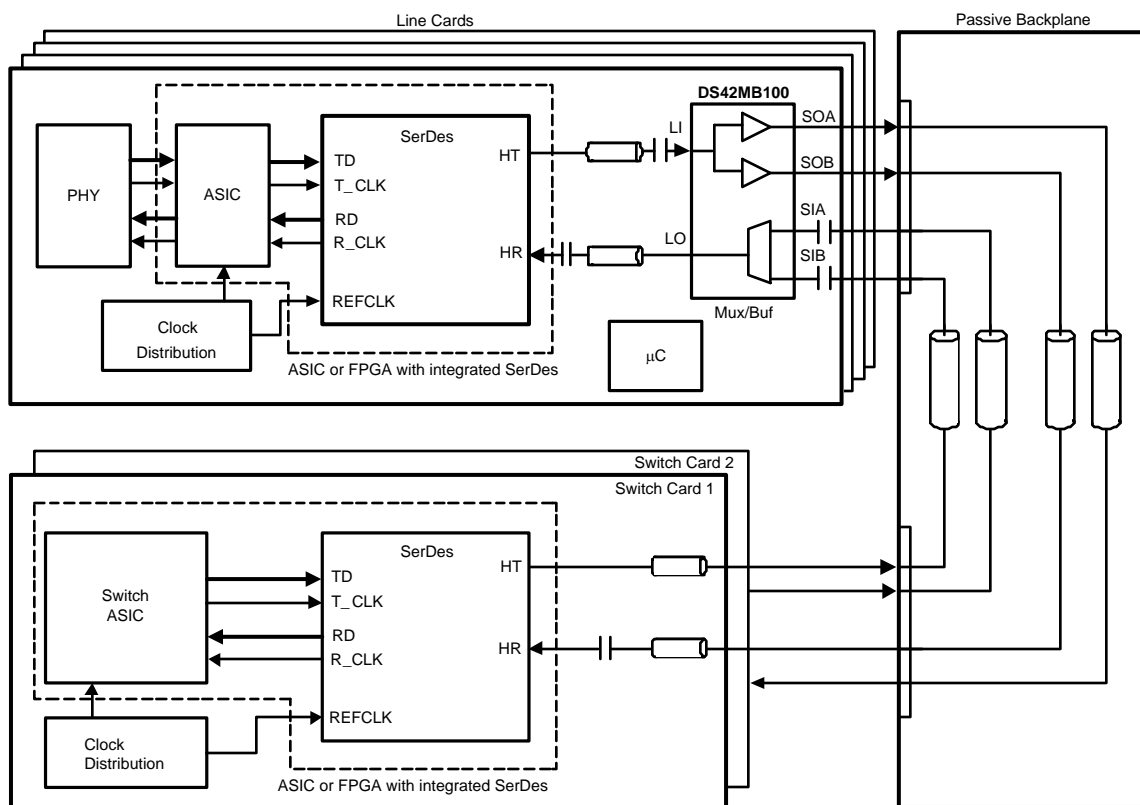 Line Cards
Passive Backplane
DS42MB100
SerDes
PHY
ASIC
TD
T_CLK
RD
R_CLK
REFCLK
HT
HR
LI
LO
SOA
SOB
SIA
SIB
Mux/Buf
Clock
Distribution
ASIC or FPGA with integrated SerDes
μC
Switch Card 2
Switch Card 1
SerDes
Switch
ASIC
TD
T_CLK
RD
R_CLK
REFCLK
HT
HR
Clock
Distribution
ASIC or FPGA with integrated SerDes